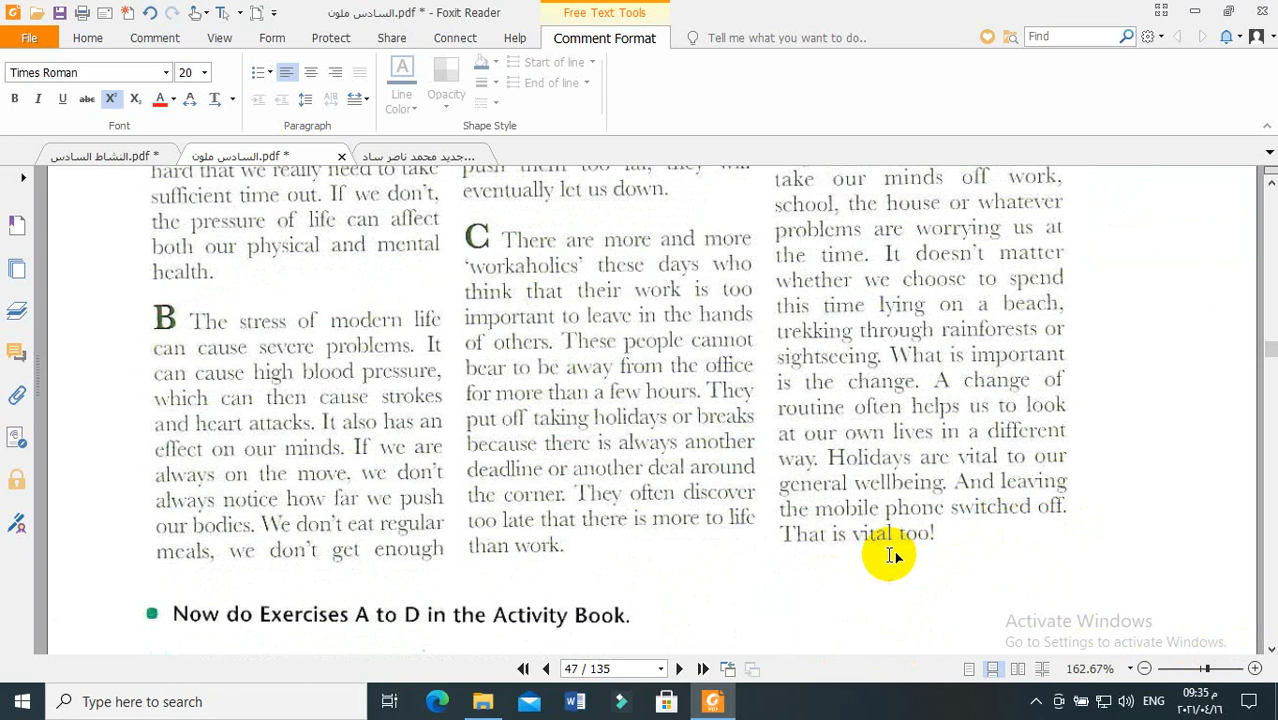 السادس ملون.pdf * - Foxit Reader
Free Text Tools
File
Home
Comment
View
Form
Protect
Share
Connect
Help
Comment Format
Tell me what you want to do..
Find
Times Roman
20
Start of line
End of line
Line Color
Opacity
Font
Paragraph
Shape Style
النشاط السادس.pdf *
السادس ملون.pdf *
جديد محمد ناصر ساد...
hard that we really need to take
sufficient time out. If we don't,
the pressure of life can affect
both our physical and mental
health.
B The stress of modern life
can cause severe problems. It
can cause high blood pressure,
which can then cause strokes
and heart attacks. It also has an
effect on our minds. If we are
always on the move, we don't
always notice how far we push
our bodies. We don't eat regular
meals, we don't get enough
push them too far, they will
eventually let us down.
C There are more and more
'workaholics' these days who
think that their work is too
important to leave in the hands
of others. These people cannot
bear to be away from the office
for more than a few hours. They
put off taking holidays or breaks
because there is always another
deadline or another deal around
the corner. They often discover
too late that there is more to life
than work.
take our minds off work,
school, the house or whatever
problems are worrying us at
the time. It doesn't matter
whether we choose to spend
this time lying on a beach,
trekking through rainforests or
sightseeing. What is important
is the change. A change of
routine often helps us to look
at our own lives in a different
way. Holidays are vital to our
general wellbeing. And leaving
the mobile phone switched off.
That is vital too!
Now do Exercises A to D in the Activity Book.
Activate Windows
Go to Settings to activate Windows.
47 / 135
162.67%
Type here to search
ENG
09:35 م
٢٠٢١/٠٤/١٦